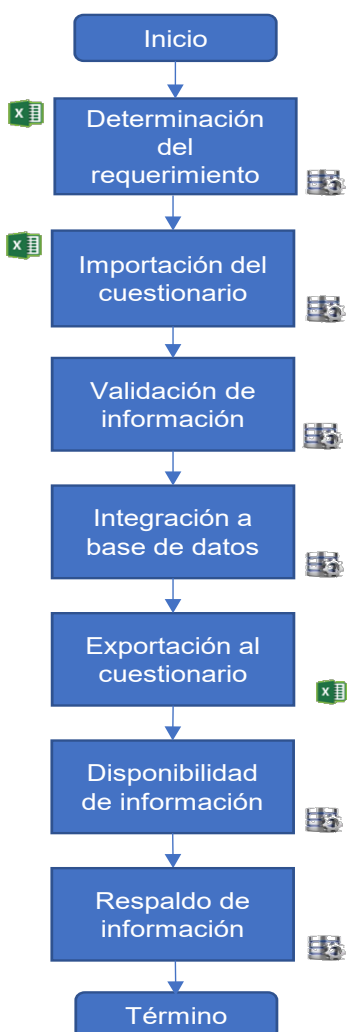 Inicio
Determinación
del
requerimiento
Importación del
cuestionario
Validación de
información
Integración a
base de datos
Exportación al
cuestionario
Disponibilidad
de información
Respaldo de
información
Término